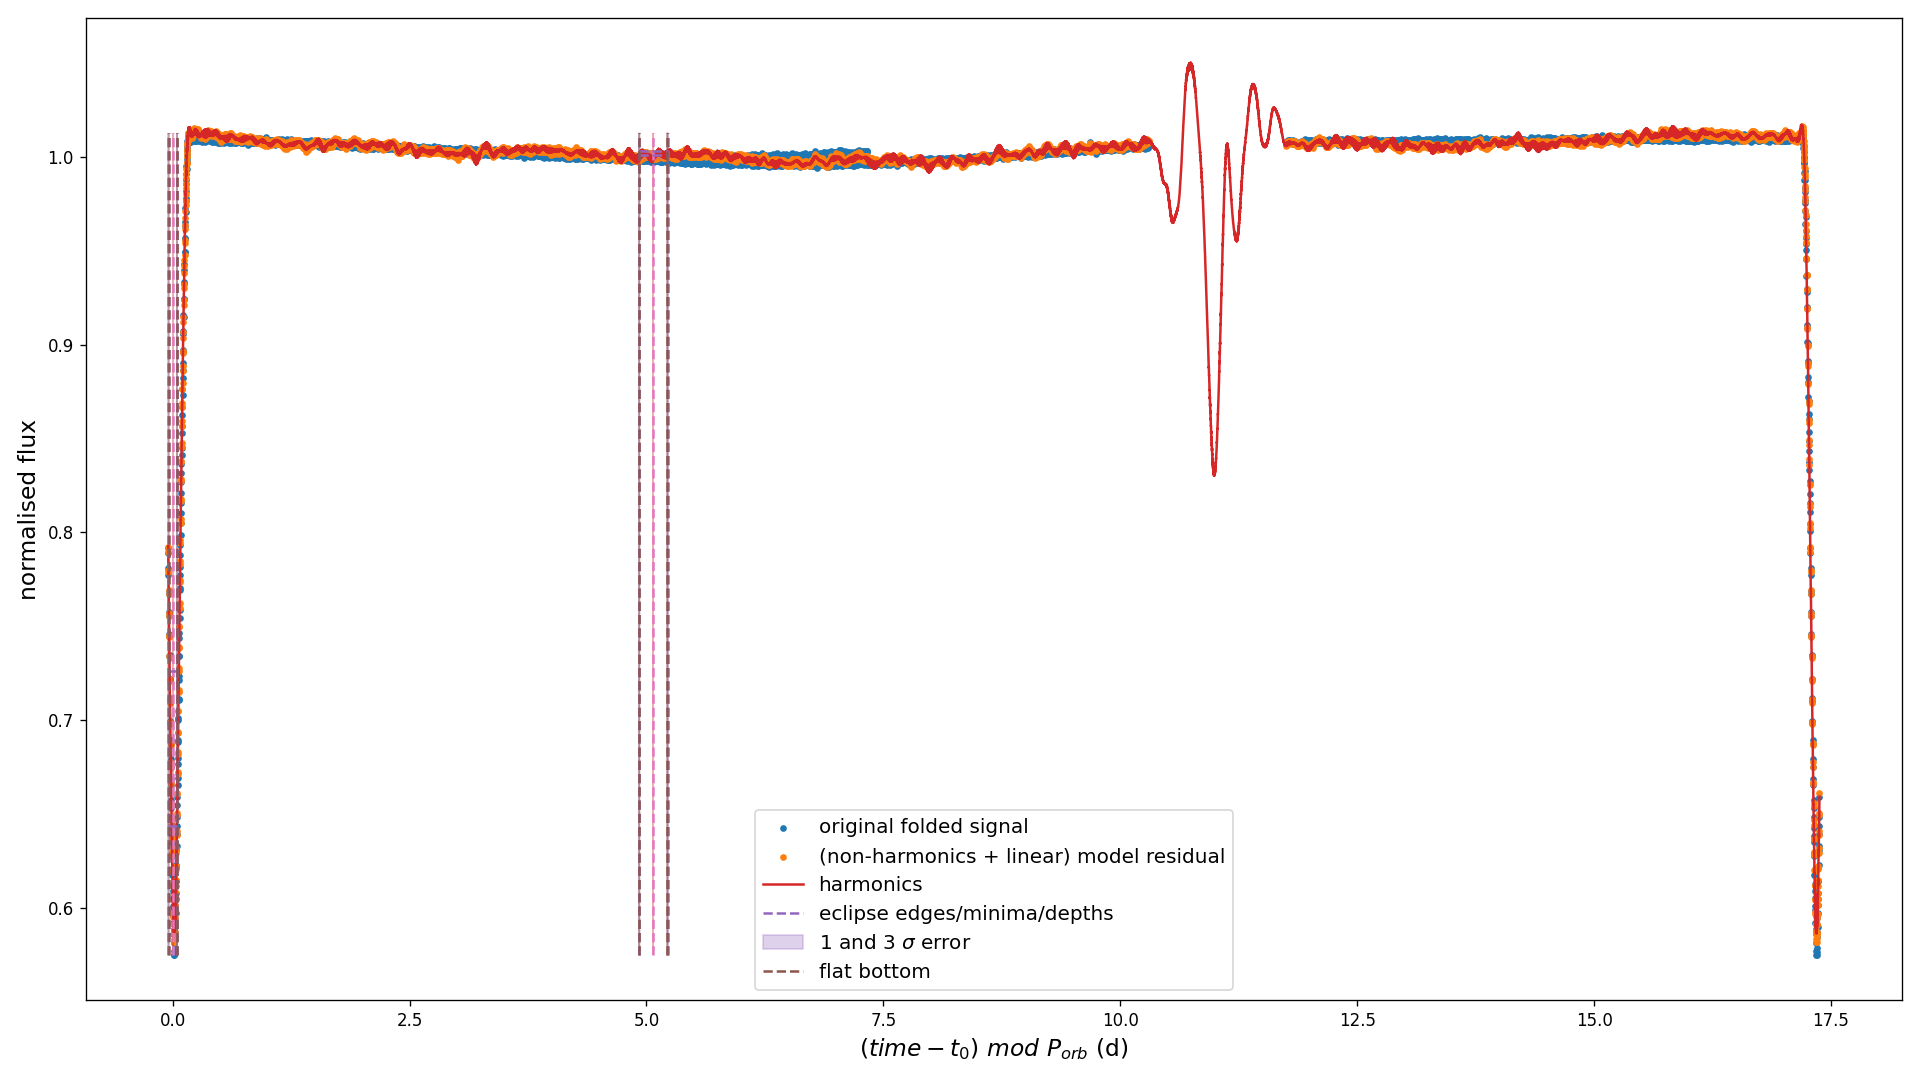 normalised flux
1.0
0.9
0.8
0.7
0.6
original folded signal
(non-harmonics + linear) model residual
harmonics
eclipse edges/minima/depths
1 and 3 σ error
flat bottom
0.0 2.5 5.0 7.5 10.0 12.5 15.0 17.5
(time − t₀) mod Pₒᵣb (d)